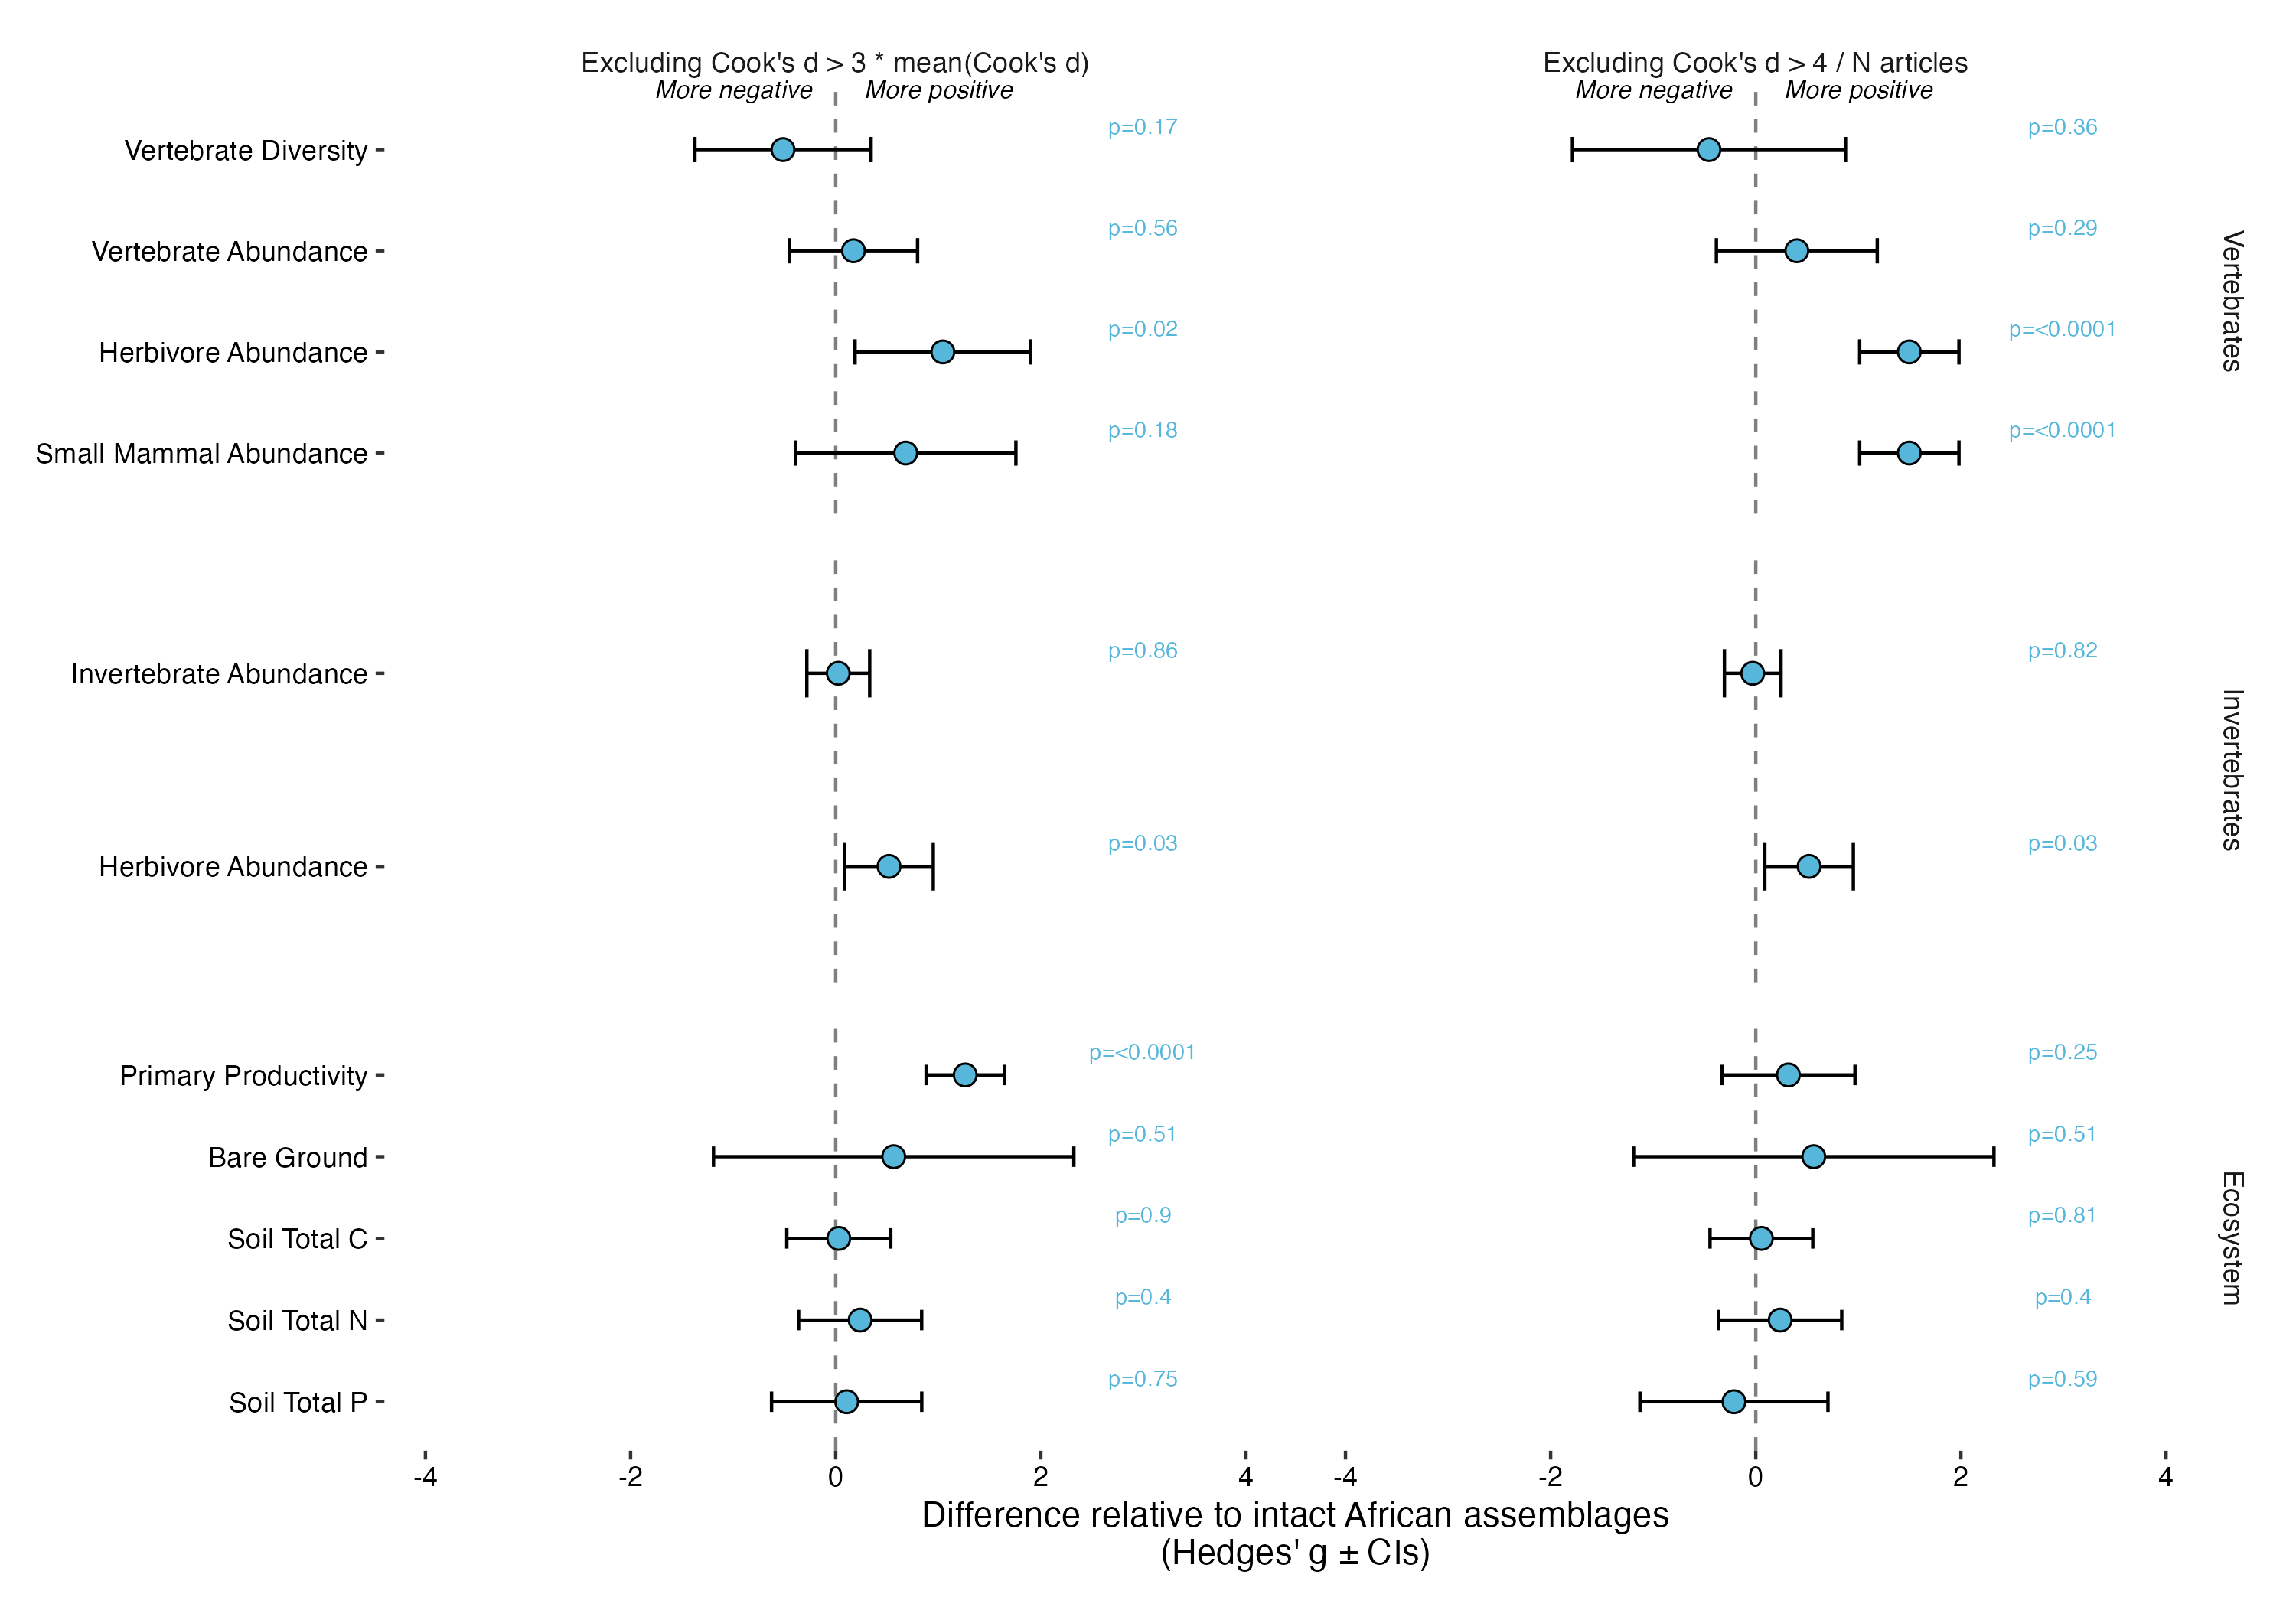 Excluding Cook's d > 3 * mean(Cook's d)
More negative More positive
Excluding Cook's d > 4 / N articles
More negative More positive
Vertebrate Diversity
p=0.17
p=0.36
Vertebrate Abundance
p=0.56
p=0.29
Herbivore Abundance
p=0.02
p=<0.0001
Small Mammal Abundance
p=0.18
p=<0.0001
Vertebrates
Invertebrate Abundance
p=0.86
p=0.82
Herbivore Abundance
p=0.03
p=0.03
Invertebrates
Primary Productivity
p=<0.0001
p=0.25
Bare Ground
p=0.51
p=0.51
Soil Total C
p=0.9
p=0.81
Soil Total N
p=0.4
p=0.4
Soil Total P
p=0.75
p=0.59
Ecosystem
-4 -2 0 2 4
-4 -2 0 2 4
Difference relative to intact African assemblages
(Hedges' g ± CIs)